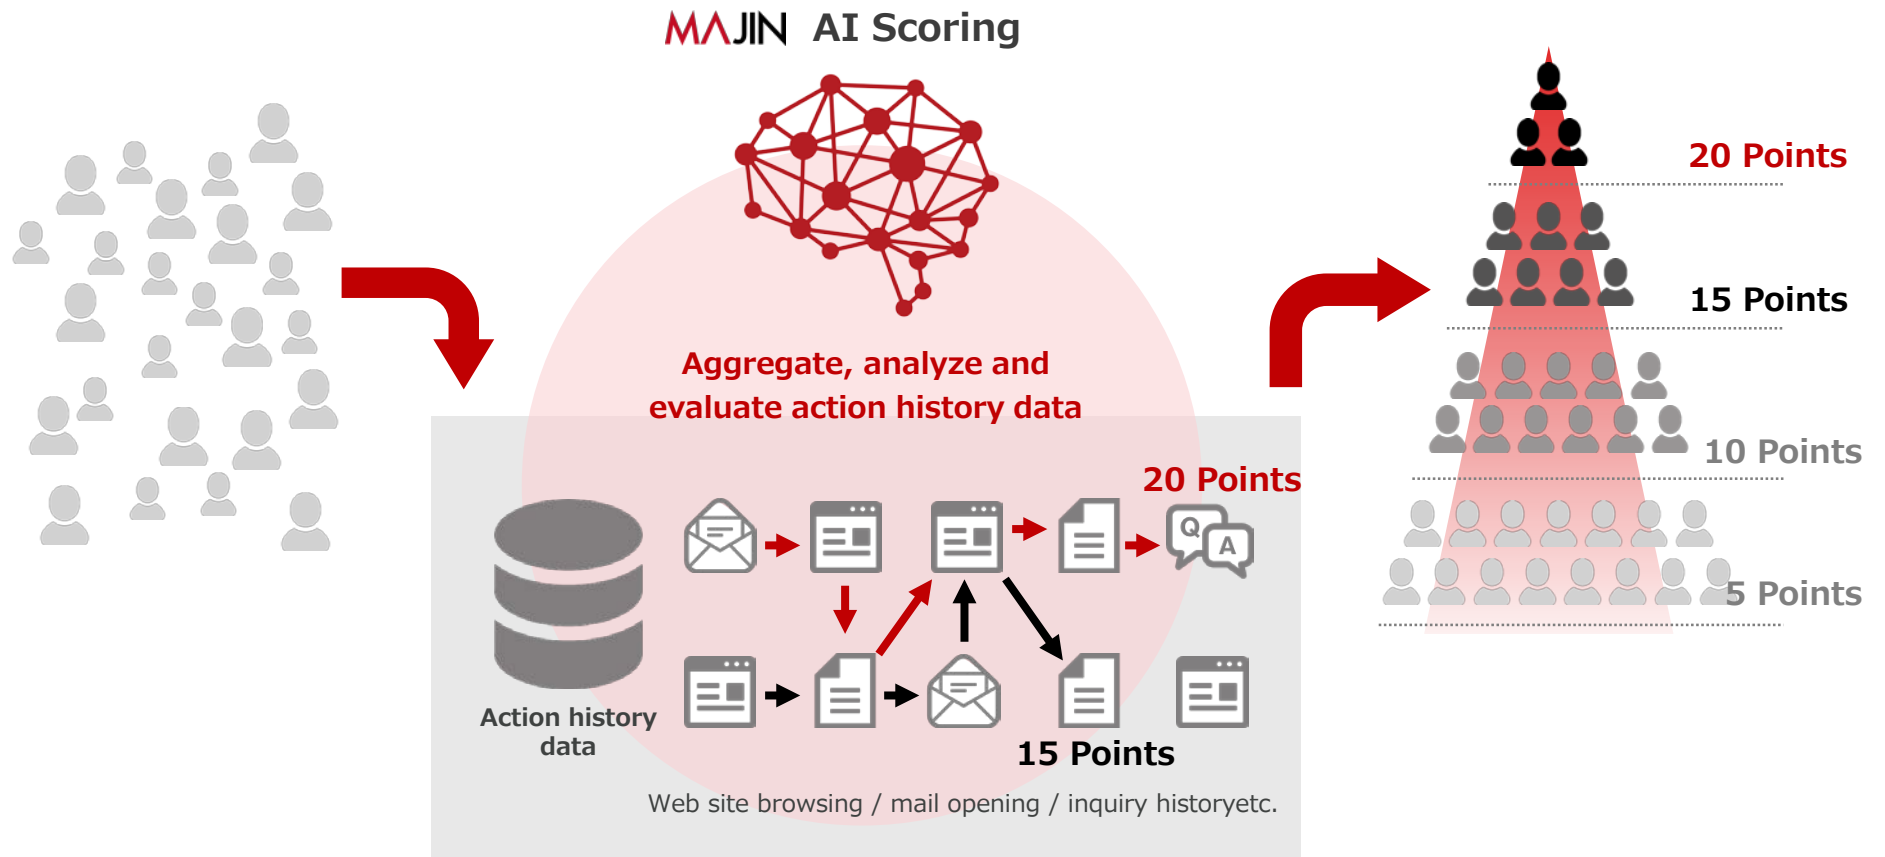 MAJIN AI Scoring
Aggregate, analyze and
evaluate action history data
20 Points
Q
A
Action history
data
15 Points
Web site browsing / mail opening / inquiry historyetc.
20 Points
15 Points
10 Points
5 Points